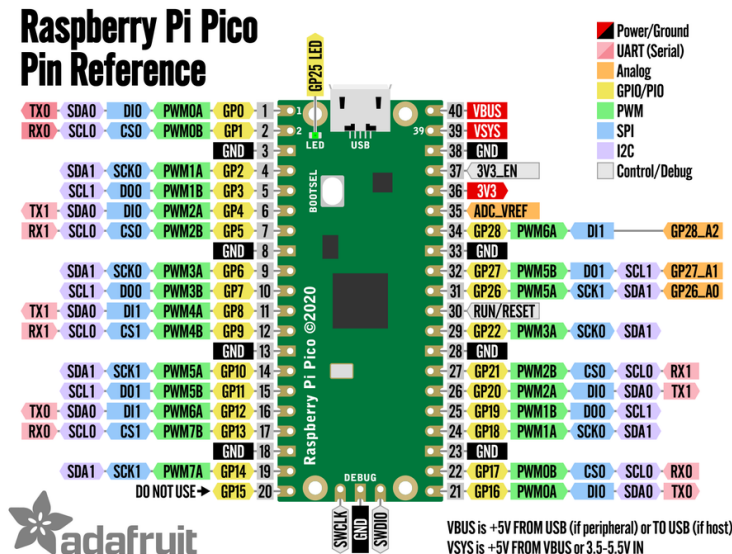 Raspberry Pi Pico
Pin Reference
GP25 LED
Power/Ground
UART (Serial)
Analog
GPIO/PIO
PWM
SPI
I2C
Control/Debug
TX0 SDA0 DI0 PWM0A GP0 1
RX0 SCL0 CS0 PWM0B GP1 2
GND 3
SDA1 SCK0 PWM1A GP2 4
SCL1 DO0 PWM1B GP3 5
TX1 SDA0 DI0 PWM2A GP4 6
RX1 SCL0 CS0 PWM2B GP5 7
GND 8
SDA1 SCK0 PWM3A GP6 9
SCL1 DO0 PWM3B GP7 10
TX1 SDA0 DI1 PWM4A GP8 11
RX1 SCL0 CS1 PWM4B GP9 12
GND 13
SDA1 SCK1 PWM5A GP10 14
SCL1 DO1 PWM5B GP11 15
TX0 SDA0 DI1 PWM6A GP12 16
RX0 SCL0 CS1 PWM7B GP13 17
GND 18
SDA1 SCK1 PWM7A GP14 19
DO NOT USE→ GP15 20
1
2
39
LED
USB
BOOTSEL
Raspberry Pi Pico ©2020
DEBUG
SWCLK
GND
SWDIO
40 VBUS
39 VSYS
38 GND
37 3V3_EN
36 3V3
35 ADC_VREF
34 GP28 PWM6A DI1 GP28_A2
33 GND
32 GP27 PWM5B DO1 SCL1 GP27_A1
31 GP26 PWM5A SCK1 SDA1 GP26_A0
30 RUN/RESET
29 GP22 PWM3A SCK0 SDA1
28 GND
27 GP21 PWM2B CS0 SCL0 RX1
26 GP20 PWM2A DI0 SDA0 TX1
25 GP19 PWM1B DO0 SCL1
24 GP18 PWM1A SCK0 SDA1
23 GND
22 GP17 PWM0B CS0 SCL0 RX0
21 GP16 PWM0A DI0 SDA0 TX0
adafruit
VBUS is +5V FROM USB (if peripheral) or TO USB (if host)
VSYS is +5V FROM VBUS or 3.5-5.5V IN